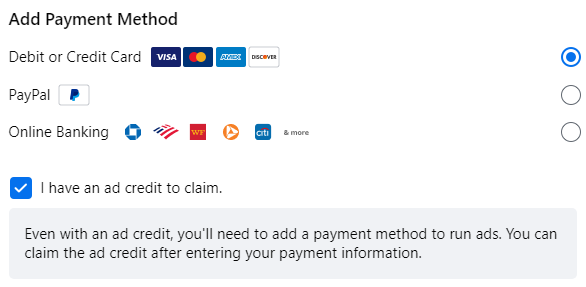 Add Payment Method
Debit or Credit Card VISA AMEX DISCOVER
PayPal P
Online Banking WF citi & more
I have an ad credit to claim.
Even with an ad credit, you'll need to add a payment method to run ads. You can
claim the ad credit after entering your payment information.